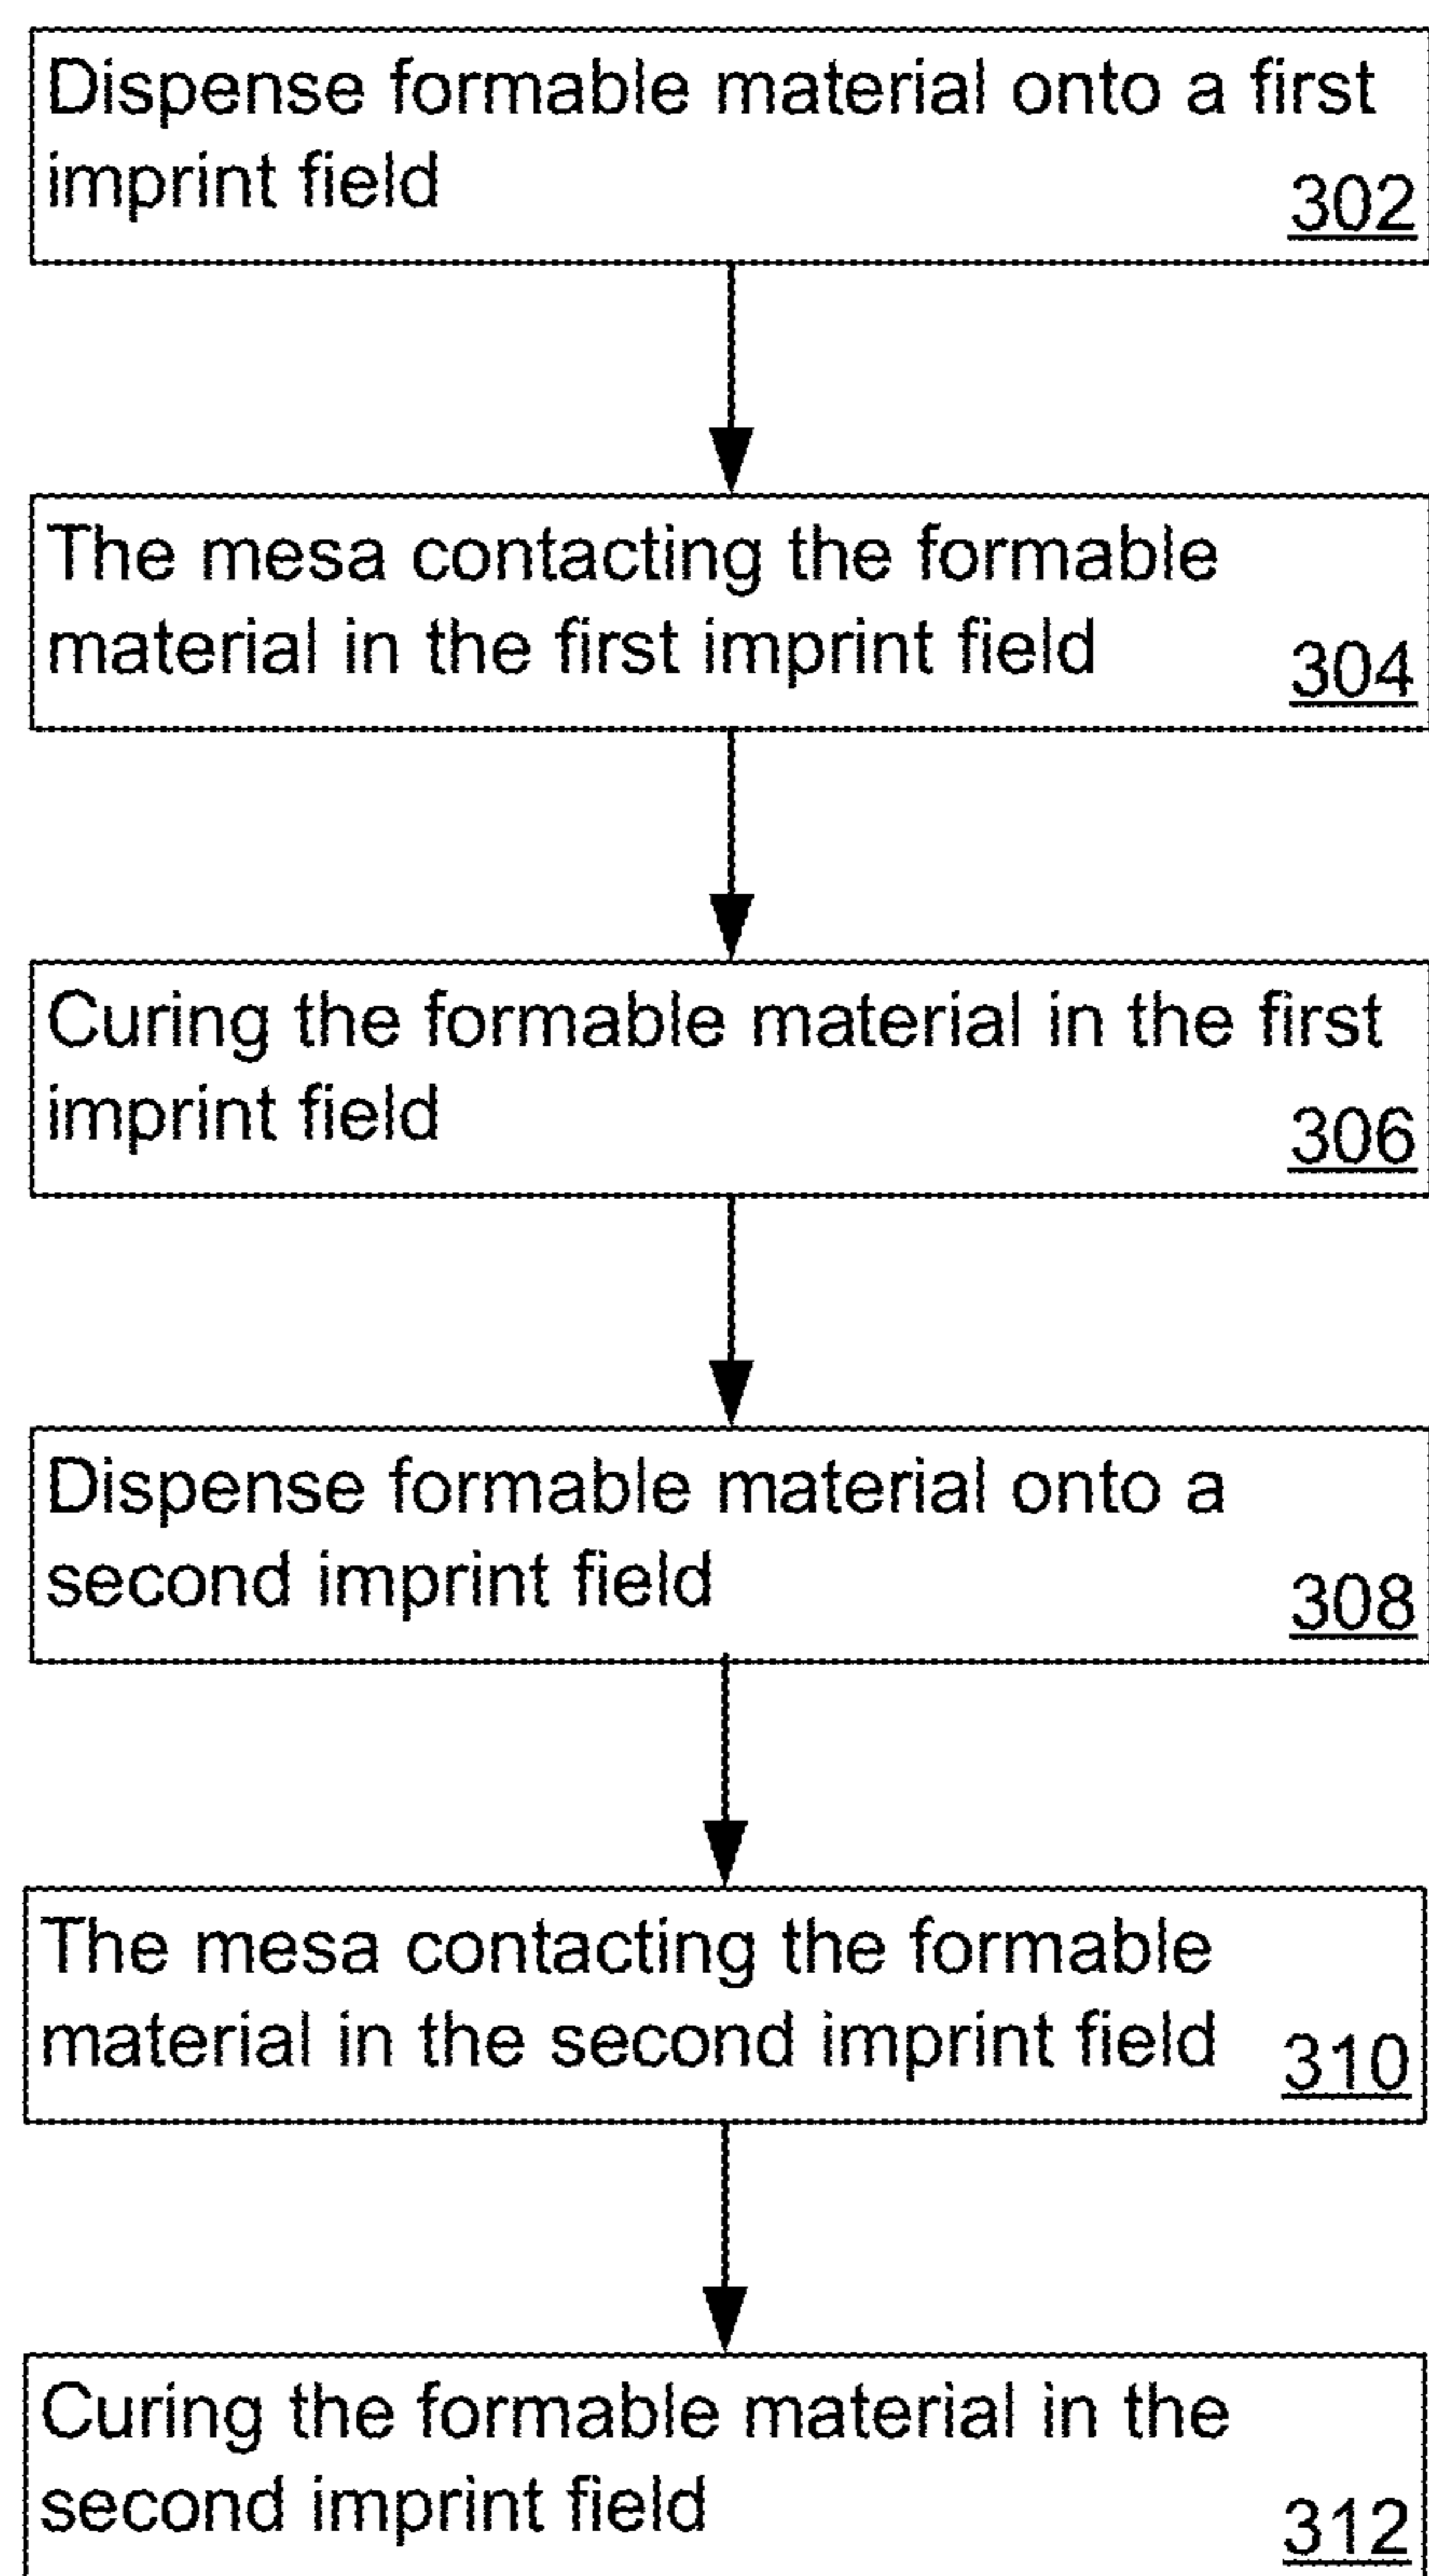 Dispense formable material onto a first
imprint field
302
The mesa contacting the formable
material in the first imprint field
304
Curing the formable material in the first
imprint field
306
Dispense formable material onto a
second imprint field
308
The mesa contacting the formable
material in the second imprint field
310
Curing the formable material in the
second imprint field
312